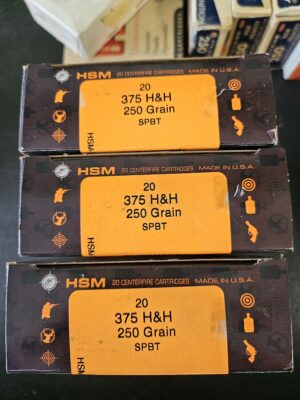 HSM 20 CENTERFIRE CARTRIDGES MADE IN U.S.A.
20
375 H&H
250 Grain
SPBT
HSM
HSM 20 CENTERFIRE CARTRIDGES MADE IN U.S.A.
20
375 H&H
250 Grain
SPBT
HSM
HSM 20 CENTERFIRE CARTRIDGES MADE IN U.S.A.
20
375 H&H
250 Grain
SPBT
HSM